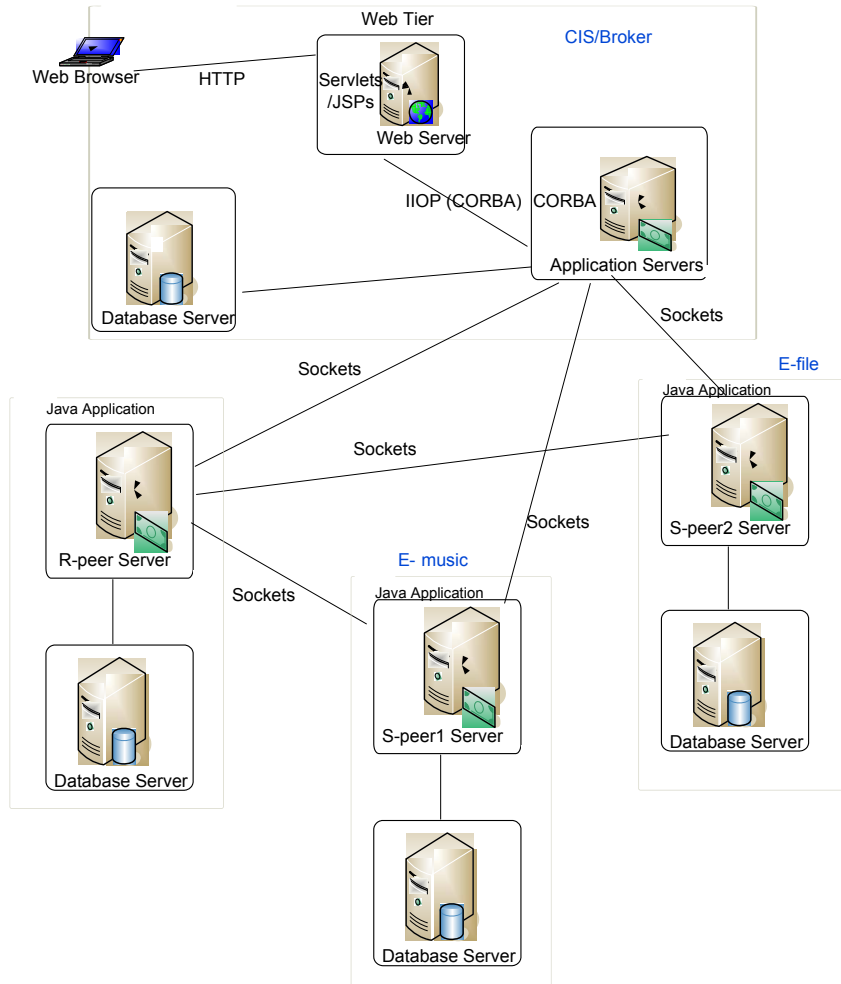 Web Tier
CIS/Broker
Web Browser
HTTP
Servlets
/JSPs
Web Server
IIOP (CORBA)
CORBA
Application Servers
Database Server
Sockets
Sockets
E-file
Java Application
Java Application
Sockets
R-peer Server
Sockets
S-peer2 Server
E- music
Sockets
Java Application
S-peer1 Server
Database Server
Database Server
Database Server